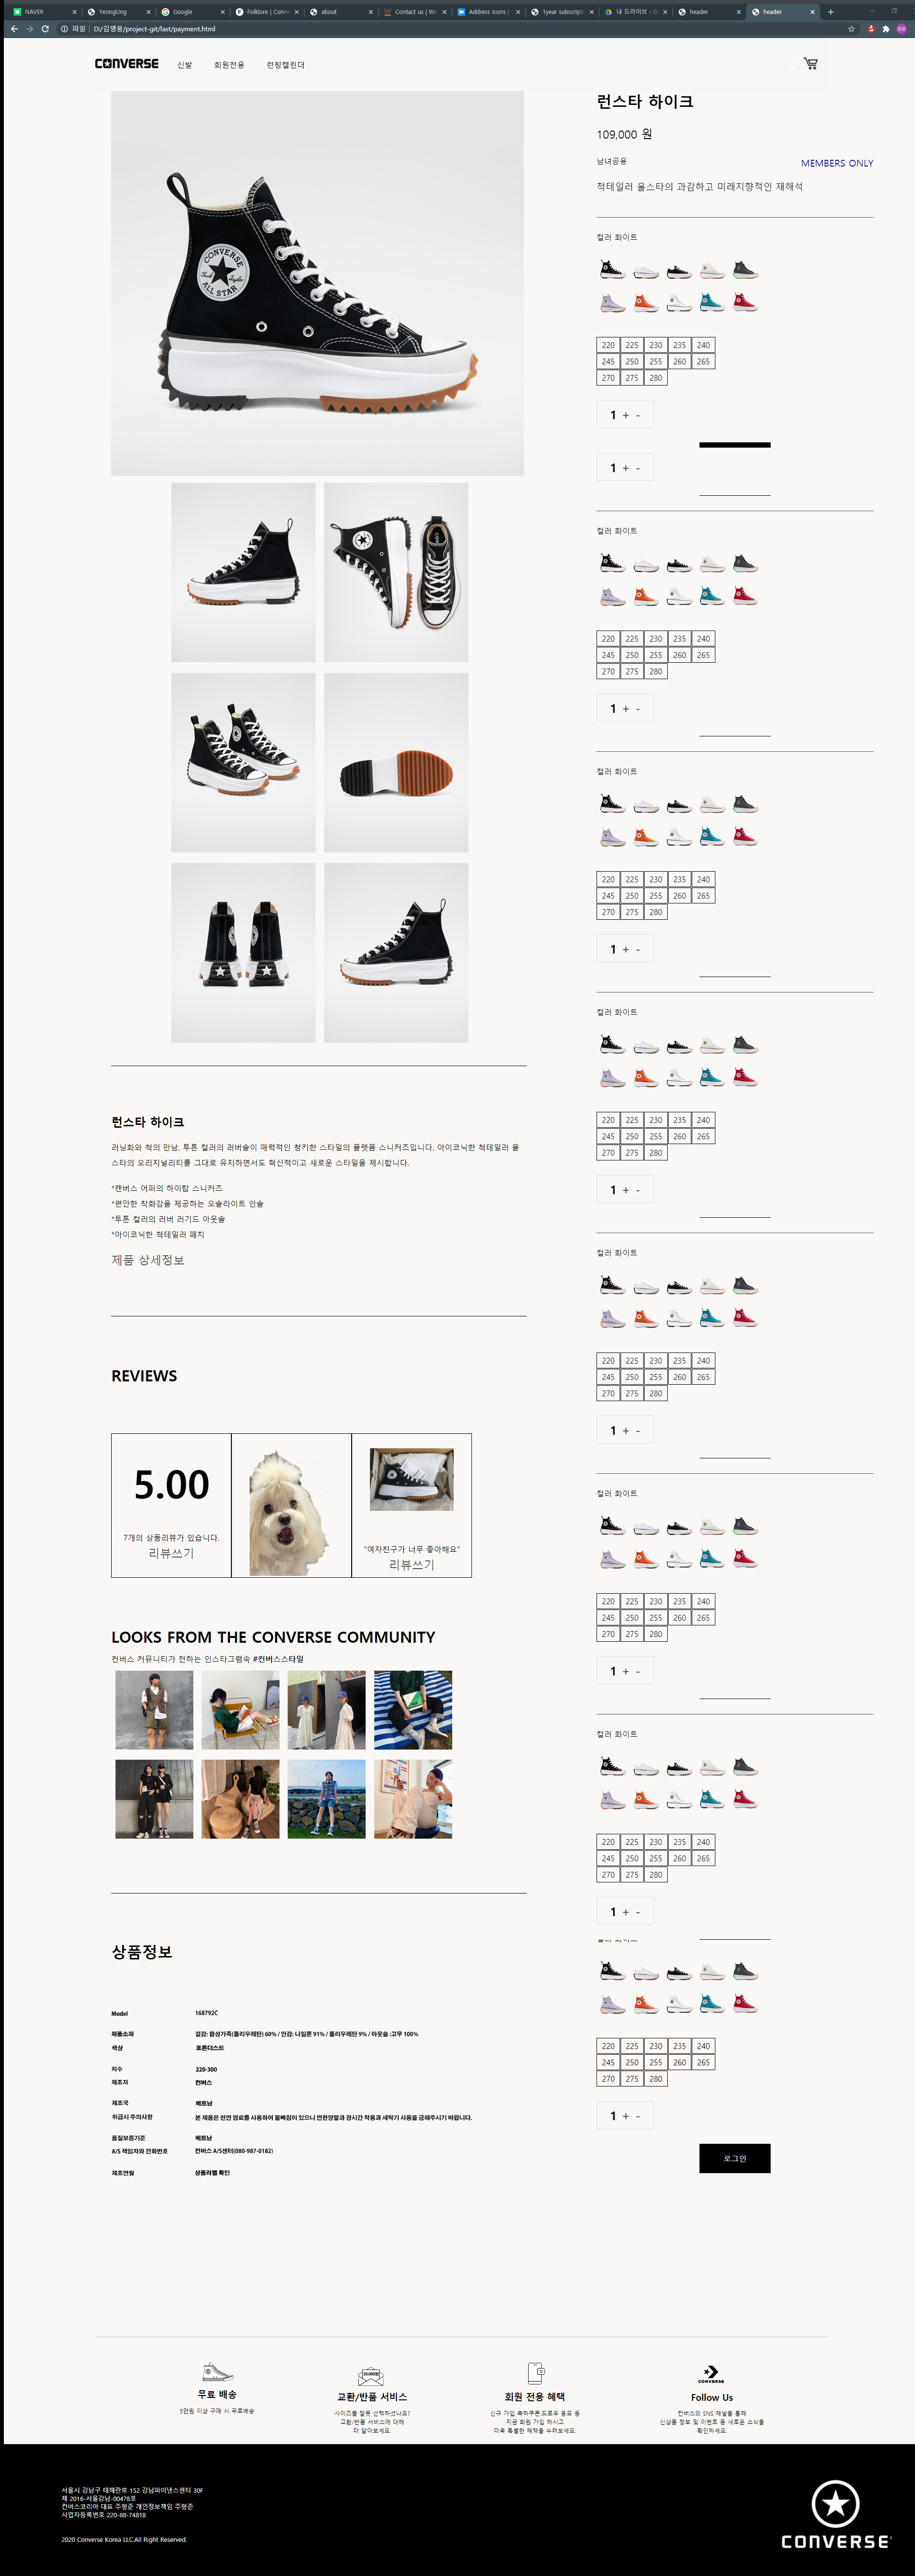 NAVER
YeongUng
Google
Folklore | Conn
about
Contact us | W
Address icons |
1year subscripti
내 드라이브 - G
header
header
파일 | D:/김영웅/project-git/last/payment.html
CONVERSE 신발 회원전용 런칭캘린더
런스타 하이크
109,000 원
남녀공용 MEMBERS ONLY
척테일러 올스타의 과감하고 미래지향적인 재해석
컬러 화이트
220 225 230 235 240
245 250 255 260 265
270 275 280
1 + -
1 + -
컬러 화이트
220 225 230 235 240
245 250 255 260 265
270 275 280
1 + -
컬러 화이트
220 225 230 235 240
245 250 255 260 265
270 275 280
1 + -
컬러 화이트
220 225 230 235 240
245 250 255 260 265
270 275 280
1 + -
컬러 화이트
220 225 230 235 240
245 250 255 260 265
270 275 280
1 + -
컬러 화이트
220 225 230 235 240
245 250 255 260 265
270 275 280
1 + -
컬러 화이트
220 225 230 235 240
245 250 255 260 265
270 275 280
1 + -
220 225 230 235 240
245 250 255 260 265
270 275 280
1 + -
로그인
CONVERSE
ALL STAR
런스타 하이크
러닝화와 척의 만남. 투톤 컬러의 러버솔이 매력적인 청키한 스타일의 플랫폼 스니커즈입니다. 아이코닉한 척테일러 올
스타의 오리지널리티를 그대로 유지하면서도 혁신적이고 새로운 스타일을 제시합니다.
*캔버스 어퍼의 하이탑 스니커즈
*편안한 착화감을 제공하는 오솔라이트 인솔
*투톤 컬러의 러버 러기드 아웃솔
*아이코닉한 척테일러 패치
제품 상세정보
REVIEWS
5.00
7개의 상품리뷰가 있습니다.
리뷰쓰기
"여자친구가 너무 좋아해요"
리뷰쓰기
LOOKS FROM THE CONVERSE COMMUNITY
컨버스 커뮤니티가 전하는 인스타그램속 #컨버스스타일
상품정보
Model 168792C
제품소재 겉감: 합성가죽(폴리우레탄) 60% / 안감: 나일론 91% / 폴리우레탄 9% / 아웃솔 :고무 100%
색상 포튼더스트
치수 220-300
제조자 컨버스
제조국 베트남
취급시 주의사항 본 제품은 천연 염료를 사용하여 물빠짐이 있으니 연한양말과 장시간 착용과 세탁기 사용을 금해주시기 바랍니다.
품질보증기준 베트남
A/S 책임자와 전화번호 컨버스 A/S센터(080-987-0182)
제조연월 상품라벨 확인
무료 배송
5만원 이상 구매 시 무료배송
10,000원
교환/반품 서비스
사이즈를 잘못 선택하셨나요?
교환/반품 서비스에 대해
더 알아보세요.
회원 전용 혜택
신규 가입 축하쿠폰,드로우 응모 등
지금 회원 가입 하시고
더욱 특별한 혜택을 누려보세요.
CONVERSE
Follow Us
컨버스의 SNS 채널를 통해
신상품 정보 및 이벤트 등 새로운 소식을
확인하세요.
서울시 강남구 테헤란로 152 강남파이낸스센터 30F
제 2016-서울강남-00478호
컨버스코리아 대표 주형준 개인정보책임 주형준
사업자등록번호 220-88-74818
2020 Converse Korea LLC.All Right Reserved.
CONVERSE